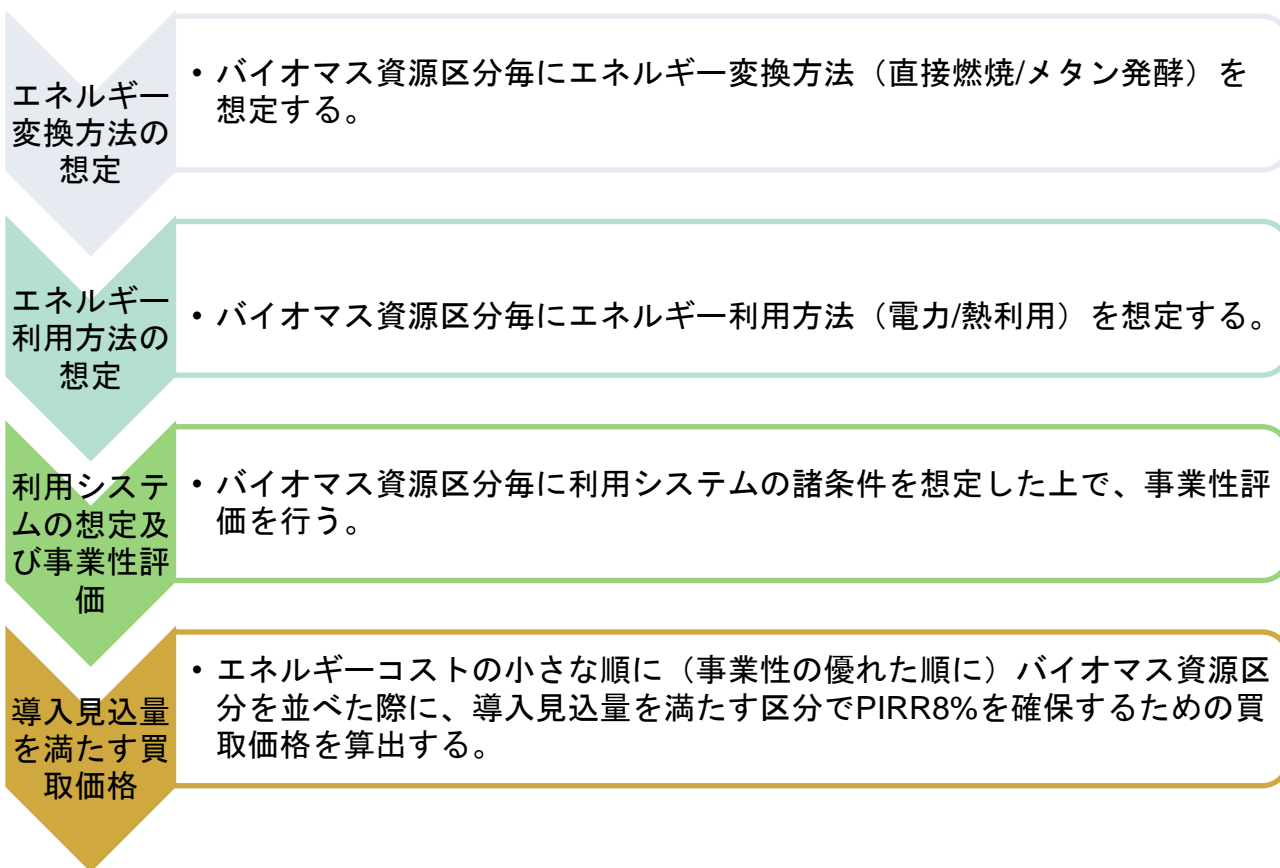 エネルギー
変換方法の
想定
• バイオマス資源区分毎にエネルギー変換方法（直接燃焼/メタン発酵）を
想定する。
エネルギー
利用方法の
想定
• バイオマス資源区分毎にエネルギー利用方法（電力/熱利用）を想定する。
利用システ
ムの想定及
び事業性評
価
• バイオマス資源区分毎に利用システムの諸条件を想定した上で、事業性評
価を行う。
導入見込量
を満たす買
取価格
• エネルギーコストの小さな順に（事業性の優れた順に）バイオマス資源区
分を並べた際に、導入見込量を満たす区分でPIRR8%を確保するための買
取価格を算出する。